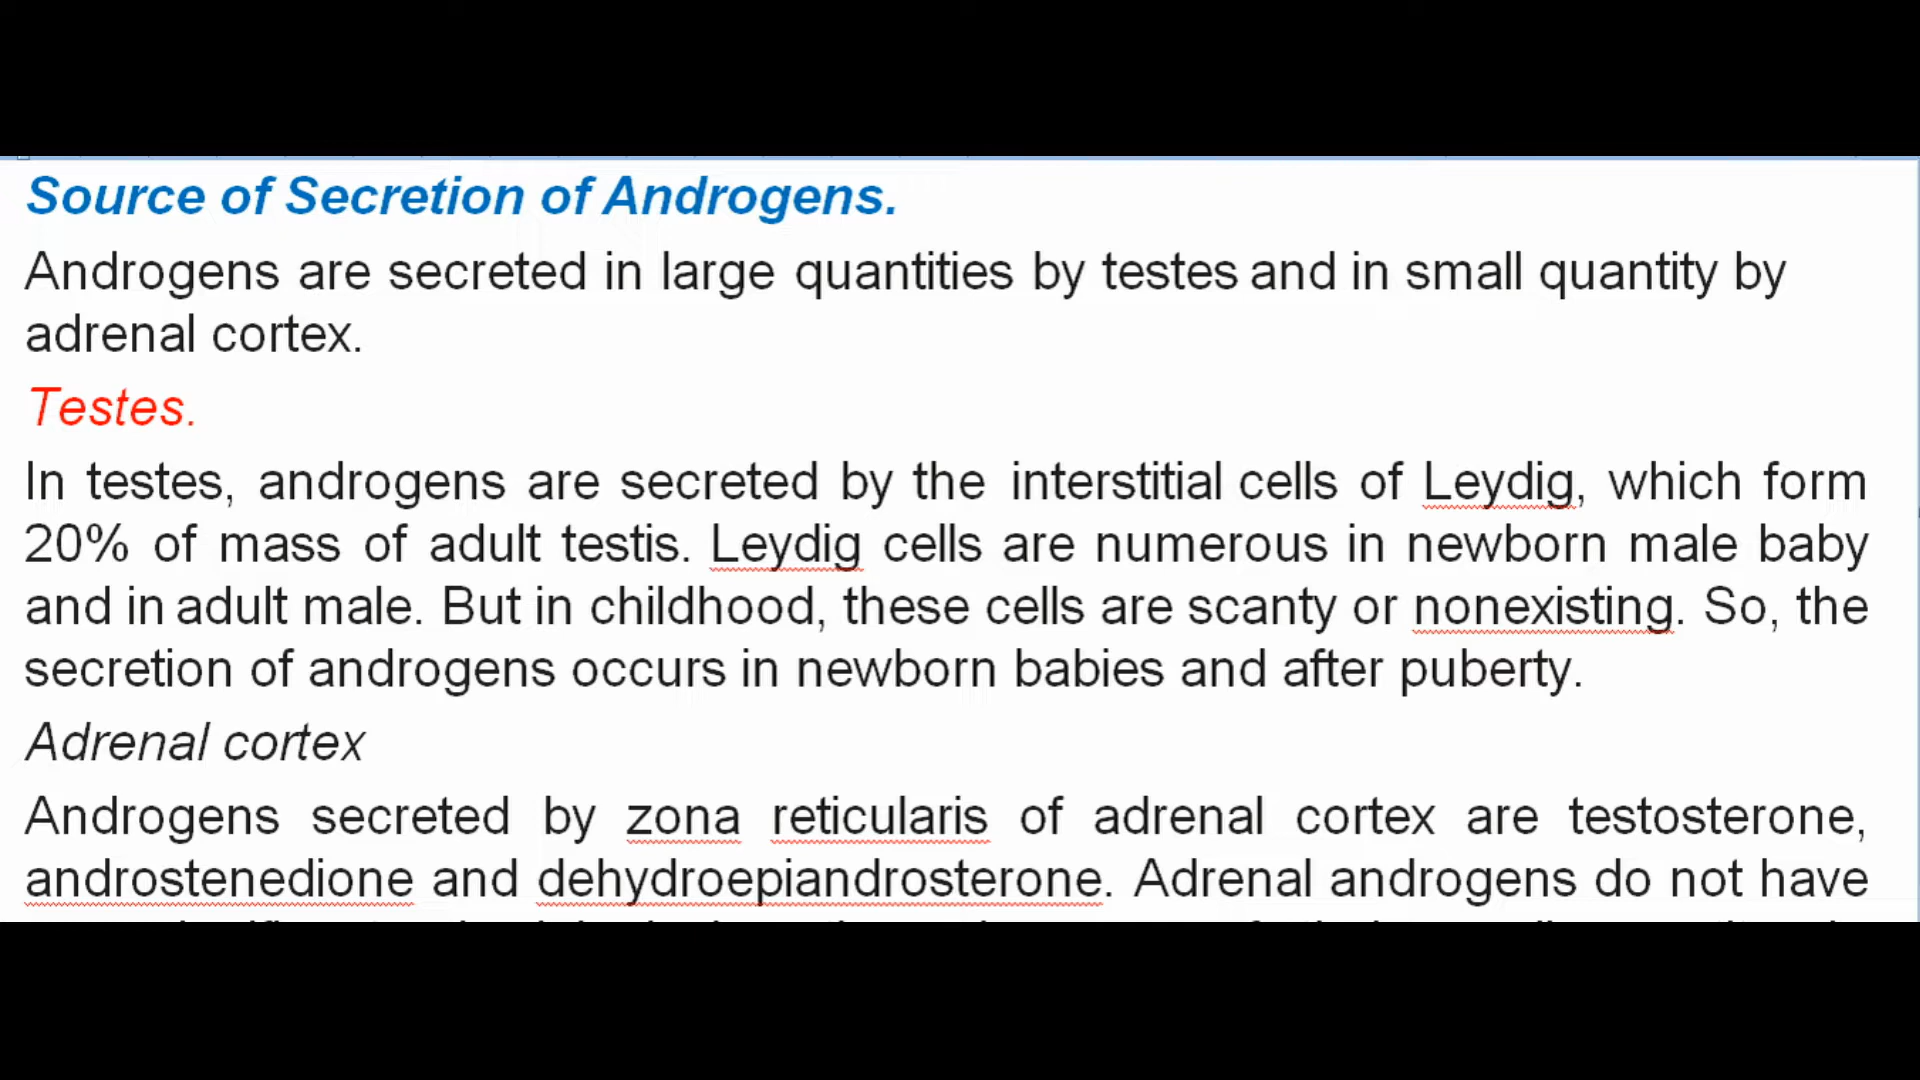 Source of Secretion of Androgens.
Androgens are secreted in large quantities by testes and in small quantity by
adrenal cortex.
Testes.
In testes, androgens are secreted by the interstitial cells of Leydig, which form
20% of mass of adult testis. Leydig cells are numerous in newborn male baby
and in adult male. But in childhood, these cells are scanty or nonexisting. So, the
secretion of androgens occurs in newborn babies and after puberty.
Adrenal cortex
Androgens secreted by zona reticularis of adrenal cortex are testosterone,
androstenedione and dehydroepiandrosterone. Adrenal androgens do not have